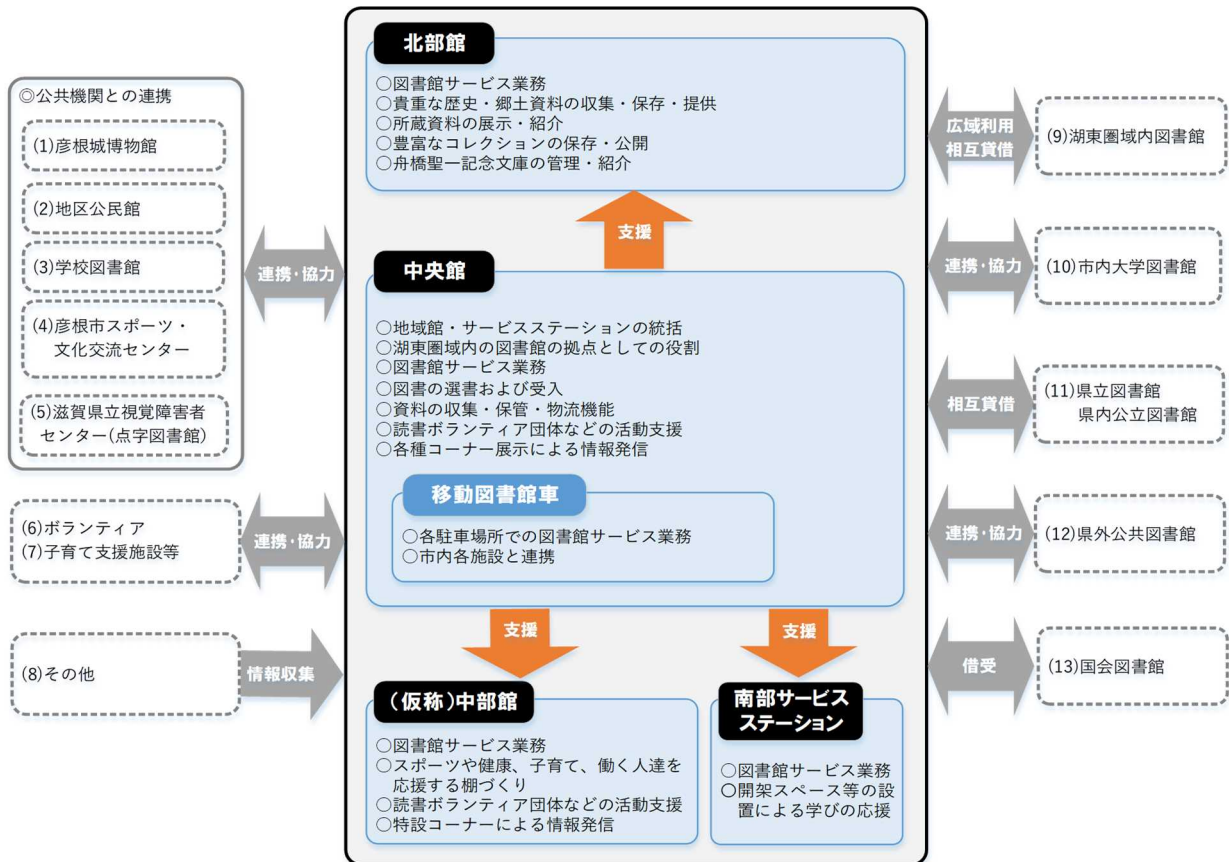 ◎公共機関との連携
(1)彦根城博物館
(2)地区公民館
(3)学校図書館
(4)彦根市スポーツ・
文化交流センター
(5)滋賀県立視覚障害者
センター(点字図書館)
連携・協力
(6)ボランティア
(7)子育て支援施設等
連携・協力
(8)その他
情報収集
北部館
○図書館サービス業務
○貴重な歴史・郷土資料の収集・保存・提供
○所蔵資料の展示・紹介
○豊富なコレクションの保存・公開
○舟橋聖一記念文庫の管理・紹介
支援
中央館
○地域館・サービスステーションの統括
○湖東圏域内の図書館の拠点としての役割
○図書館サービス業務
○図書の選書および受入
○資料の収集・保管・物流機能
○読書ボランティア団体などの活動支援
○各種コーナー展示による情報発信
移動図書館車
○各駐車場所での図書館サービス業務
○市内各施設と連携
支援
支援
(仮称)中部館
○図書館サービス業務
○スポーツや健康、子育て、働く人達を
応援する棚づくり
○読書ボランティア団体などの活動支援
○特設コーナーによる情報発信
南部サービス
ステーション
○図書館サービス業務
○開架スペース等の設
置による学びの応援
広域利用
相互貸借
(9)湖東圏域内図書館
連携・協力
(10)市内大学図書館
相互貸借
(11)県立図書館
県内公立図書館
連携・協力
(12)県外公共図書館
借受
(13)国会図書館